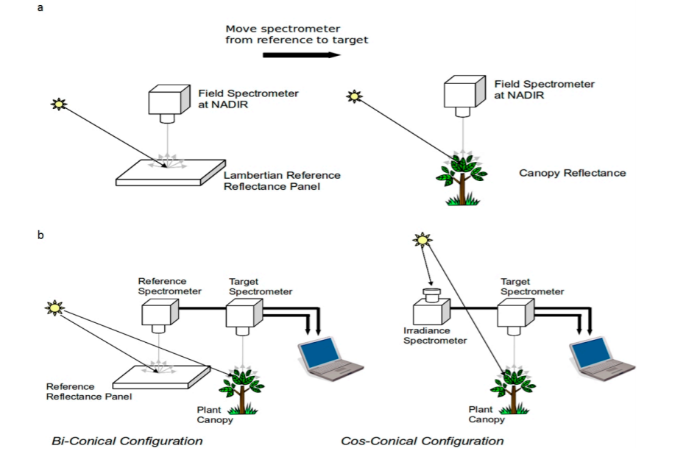 a
Move spectrometer
from reference to target
Field Spectrometer
at NADIR
Lambertian Reference
Reflectance Panel
Field Spectrometer
at NADIR
Canopy Reflectance
b
Reference
Spectrometer
Target
Spectrometer
Reference
Reflectance Panel
Plant
Canopy
Bi-Conical Configuration
Irradiance
Spectrometer
Target
Spectrometer
Plant
Canopy
Cos-Conical Configuration